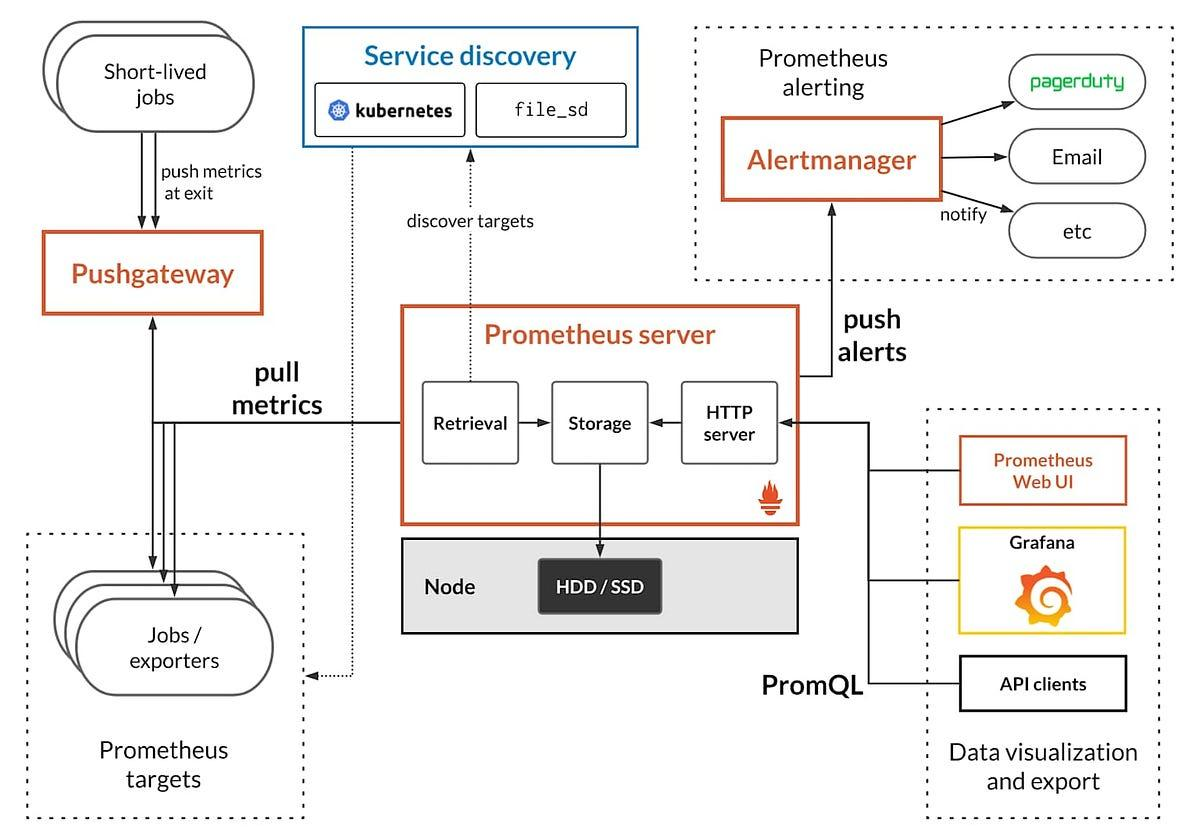 Short-lived
jobs
push metrics
at exit
Pushgateway
Service discovery
kubernetes
file_sd
discover targets
Prometheus
alerting
pagerduty
Alertmanager
Email
notify
etc
push
alerts
pull
metrics
Prometheus server
Retrieval
Storage
HTTP
server
Node
HDD / SSD
Jobs /
exporters
Prometheus
targets
PromQL
Prometheus
Web UI
Grafana
API clients
Data visualization
and export